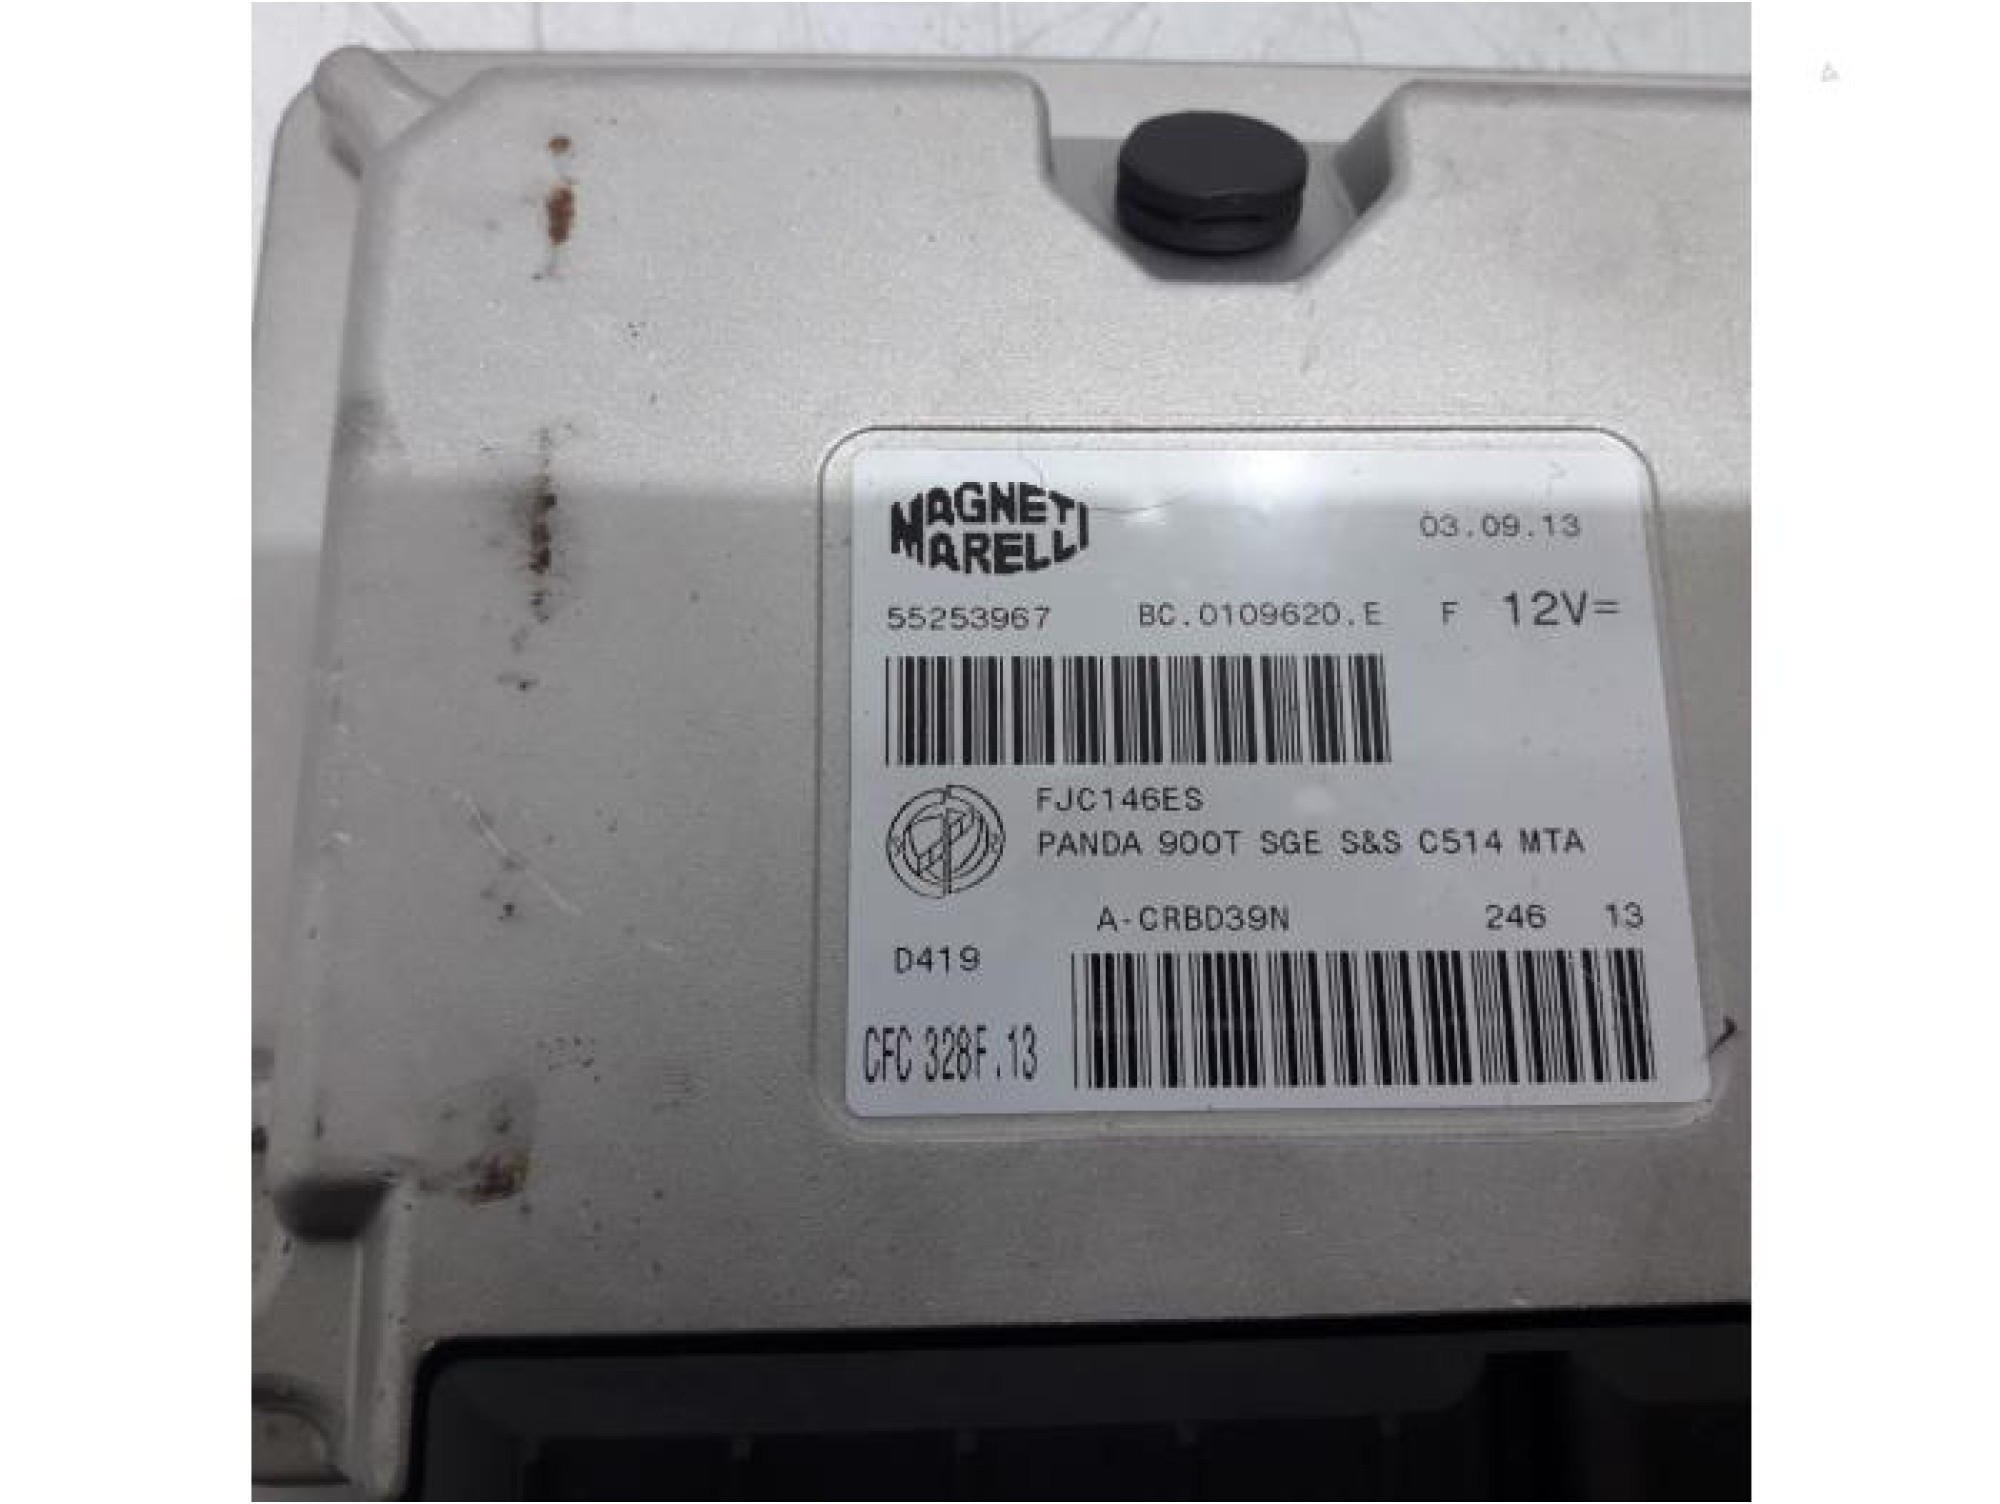 MAGNETI
MARELLI
03.09.13
55253967 BC.0109620.E F 12V=
FJC146ES
PANDA 900T SGE S&S C514 MTA
A-CRBD39N 246 13
D419
CFC 328F.13